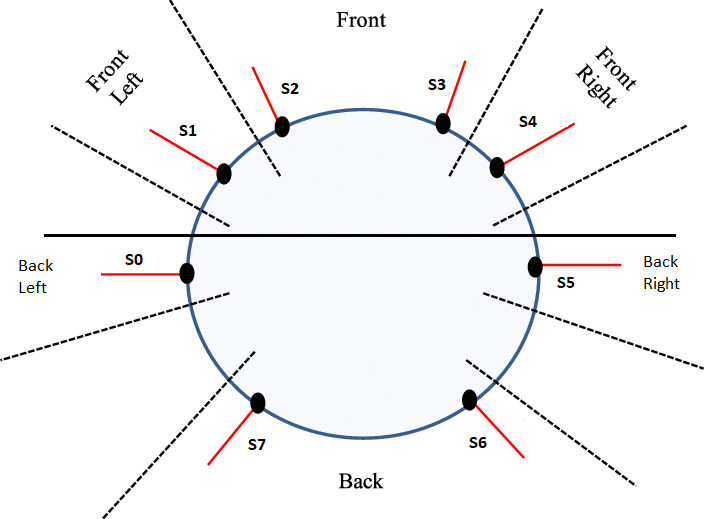 Front
Front
Left
Front
Right
S2
S3
S1
S4
S0
Back
Left
Back
Right
S5
S7
S6
Back